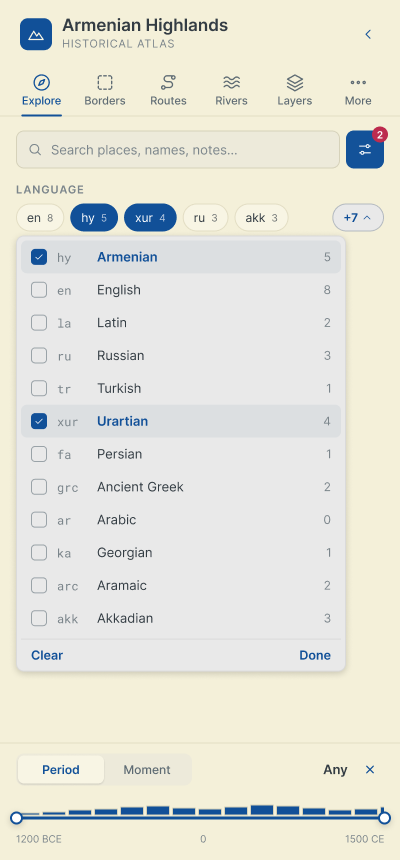 Armenian Highlands
HISTORICAL ATLAS
Explore Borders Routes Rivers Layers More
Search places, names, notes...
2
LANGUAGE
en 8 hy 5 xur 4 ru 3 akk 3 +7
hy Armenian 5
en English 8
la Latin 2
ru Russian 3
tr Turkish 1
xur Urartian 4
fa Persian 1
grc Ancient Greek 2
ar Arabic 0
ka Georgian 1
arc Aramaic 2
akk Akkadian 3
Clear Done
Period Moment Any
1200 BCE 0 1500 CE